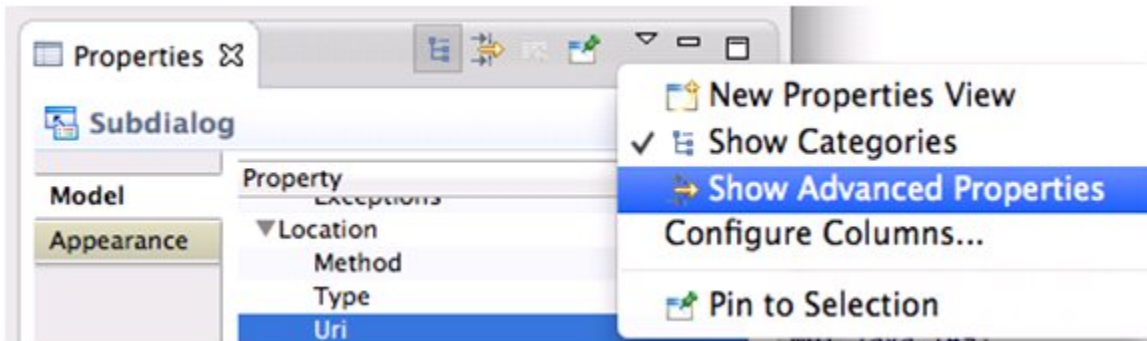 Properties
Subdialog
Model
Appearance
Property
Exceptions
Location
Method
Type
Uri
New Properties View
Show Categories
Show Advanced Properties
Configure Columns...
Pin to Selection